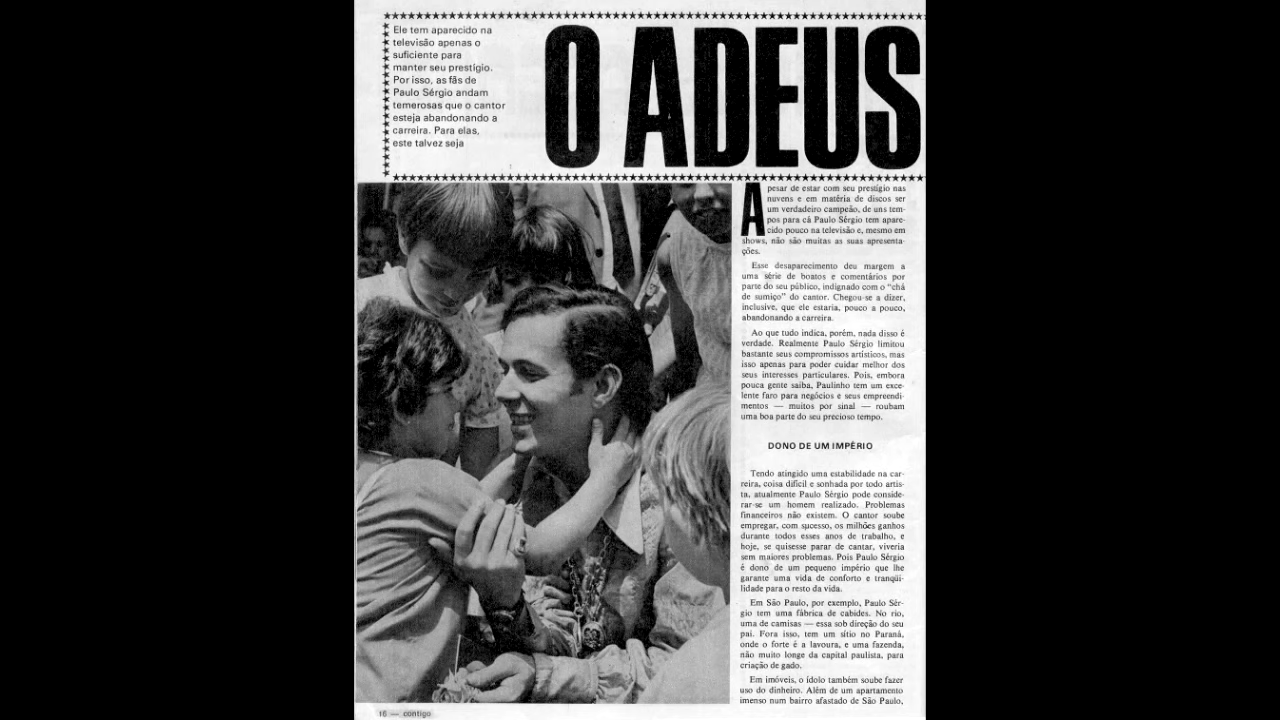 Ele tem aparecido na
televisão apenas o
suficiente para
manter seu prestígio.
Por isso, as fãs de
Paulo Sérgio andam
temerosas que o cantor
esteja abandonando a
carreira. Para elas,
este talvez seja
O ADEUS
Apesar de estar com seu prestígio nas
nuvens e em matéria de discos ser
um verdadeiro campeão, de uns tem-
pos para cá Paulo Sérgio tem apare-
cido pouco na televisão e, mesmo em
shows, não são muitas as suas apresenta-
ções.
Esse desaparecimento deu margem a
uma série de boatos e comentários por
parte do seu público, indignado com o "chá
de sumiço" do cantor. Chegou-se a dizer,
inclusive, que ele estaria, pouco a pouco,
abandonando a carreira.
Ao que tudo indica, porém, nada disso é
verdade. Realmente Paulo Sérgio limitou
bastante seus compromissos artísticos, mas
isso apenas para poder cuidar melhor dos
seus interesses particulares. Pois, embora
pouca gente saiba, Paulinho tem um exce-
lente faro para negócios e seus empreendi-
mentos — muitos por sinal — roubam
uma boa parte do seu precioso tempo.
DONO DE UM IMPÉRIO
Tendo atingido uma estabilidade na car-
reira, coisa difícil e sonhada por todo artis-
ta, atualmente Paulo Sérgio pode conside-
rar-se um homem realizado. Problemas
financeiros não existem. O cantor soube
empregar, com sucesso, os milhões ganhos
durante todos esses anos de trabalho, e
hoje, se quisesse parar de cantar, viveria
sem maiores problemas. Pois Paulo Sérgio
é dono de um pequeno império que lhe
garante uma vida de conforto e tranqüi-
lidade para o resto da vida.
Em São Paulo, por exemplo, Paulo Sér-
gio tem uma fábrica de cabides. No rio,
uma de camisas — essa sob direção do seu
pai. Fora isso, tem um sítio no Paraná,
onde o forte é a lavoura, e uma fazenda,
não muito longe da capital paulista, para
criação de gado.
Em imóveis, o ídolo também soube fazer
uso do dinheiro. Além de um apartamento
imenso num bairro afastado de São Paulo,
16 — contigo